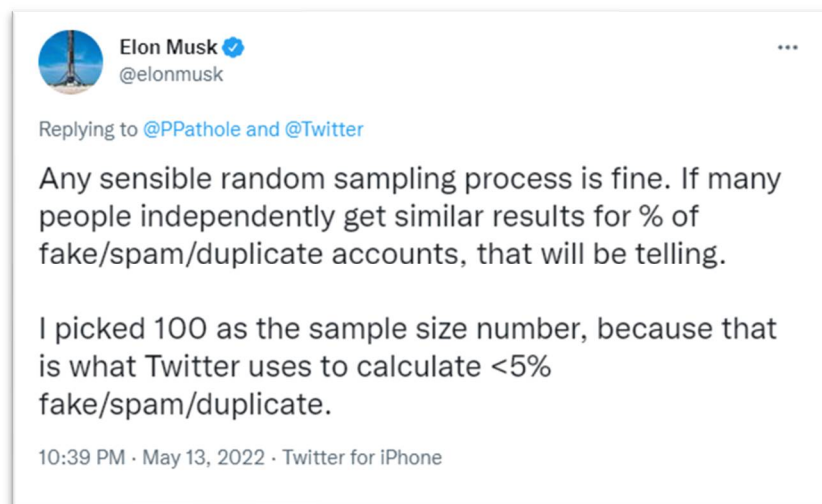 Elon Musk
@elonmusk
Replying to @PPathole and @Twitter
Any sensible random sampling process is fine. If many
people independently get similar results for % of
fake/spam/duplicate accounts, that will be telling.
I picked 100 as the sample size number, because that
is what Twitter uses to calculate <5%
fake/spam/duplicate.
10:39 PM · May 13, 2022 · Twitter for iPhone